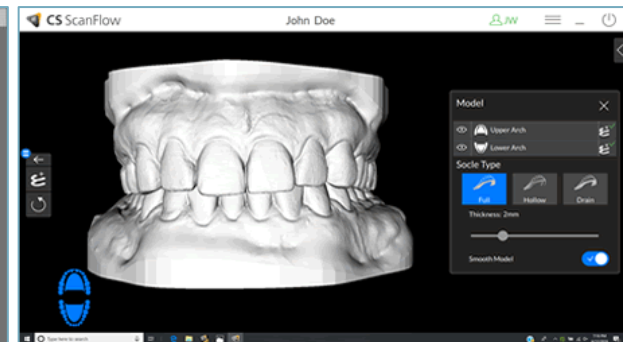 CS ScanFlow
John Doe
JW
Model
Upper Arch
Lower Arch
Socle Type
Full Hollow Drain
Thickness: 2mm
Smooth Model
Type here to search